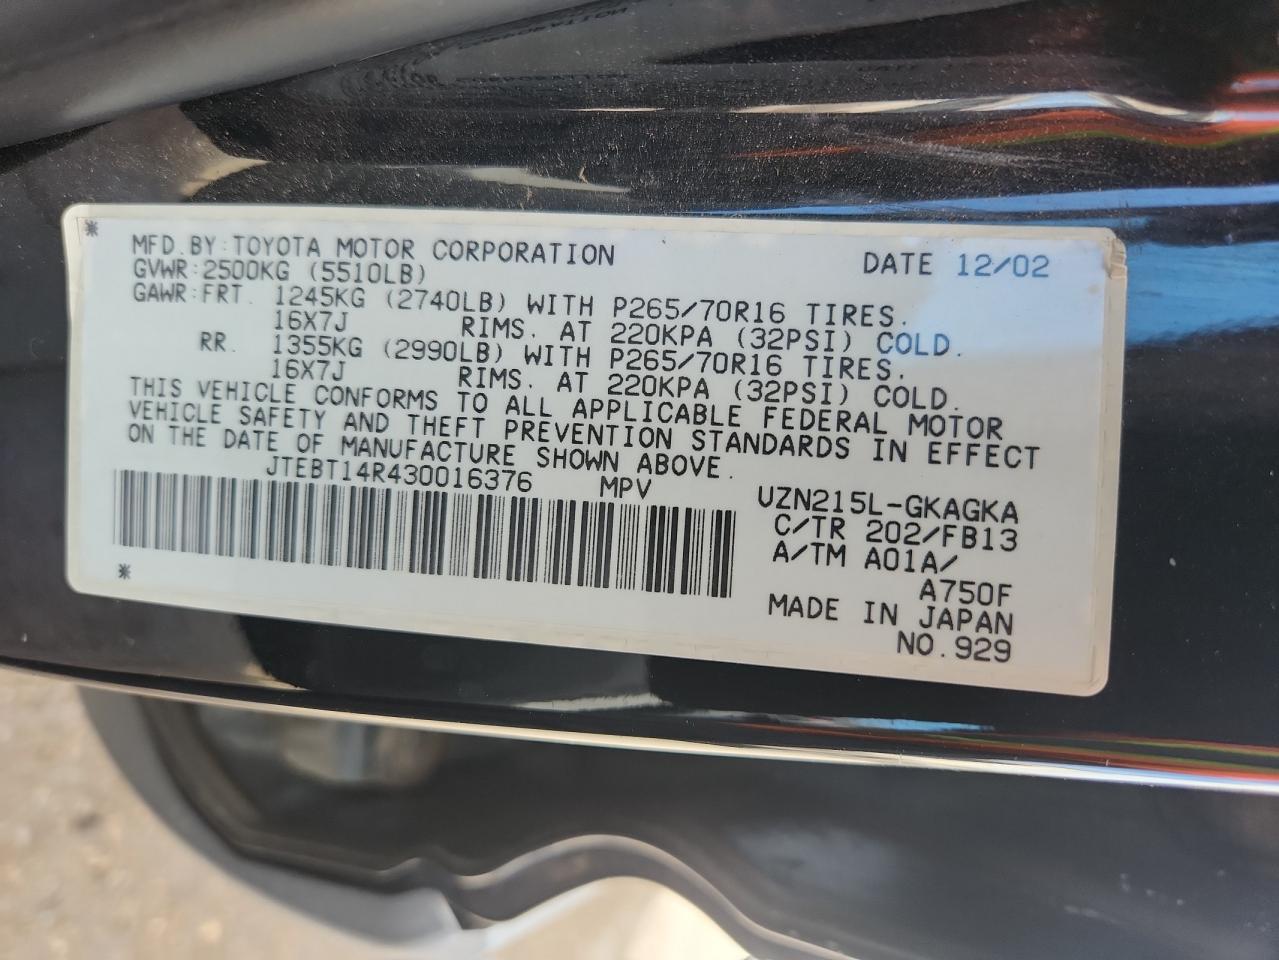 * MFD. BY: TOYOTA MOTOR CORPORATION DATE 12/02
GVWR: 2500KG (5510LB)
GAWR: FRT. 1245KG (2740LB) WITH P265/70R16 TIRES.
16X7J RIMS. AT 220KPA (32PSI) COLD.
RR. 1355KG (2990LB) WITH P265/70R16 TIRES.
16X7J RIMS. AT 220KPA (32PSI) COLD.
THIS VEHICLE CONFORMS TO ALL APPLICABLE FEDERAL MOTOR
VEHICLE SAFETY AND THEFT PREVENTION STANDARDS IN EFFECT
ON THE DATE OF MANUFACTURE SHOWN ABOVE.
JTEBT14R430016376 MPV
UZN215L-GKAGKA
C/TR 202/FB13
A/TM A01A/
A750F
MADE IN JAPAN
NO.929
*